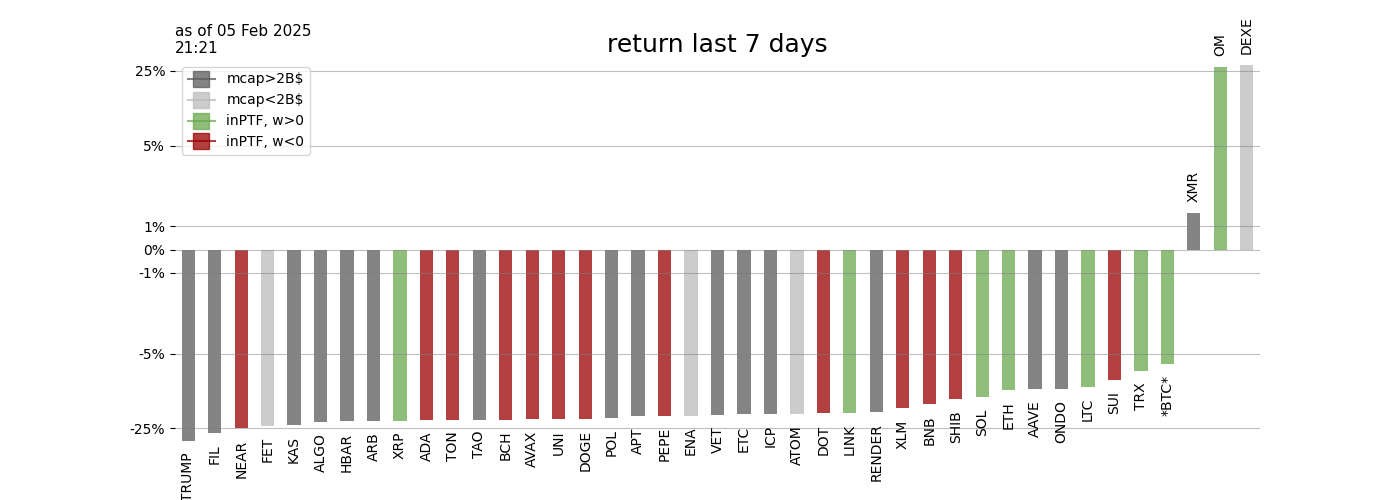 as of 05 Feb 2025
21:21
return last 7 days
mcap>2B$
mcap<2B$
inPTF, w>0
inPTF, w<0
25%
5%
1%
0%
-1%
-5%
-25%
TRUMP
FIL
NEAR
FET
KAS
ALGO
HBAR
ARB
XRP
ADA
TON
TAO
BCH
AVAX
UNI
DOGE
POL
APT
PEPE
ENA
VET
ETC
ICP
ATOM
DOT
LINK
RENDER
XLM
BNB
SHIB
SOL
ETH
AAVE
ONDO
LTC
SUI
TRX
*BTC*
XMR
OM
DEXE